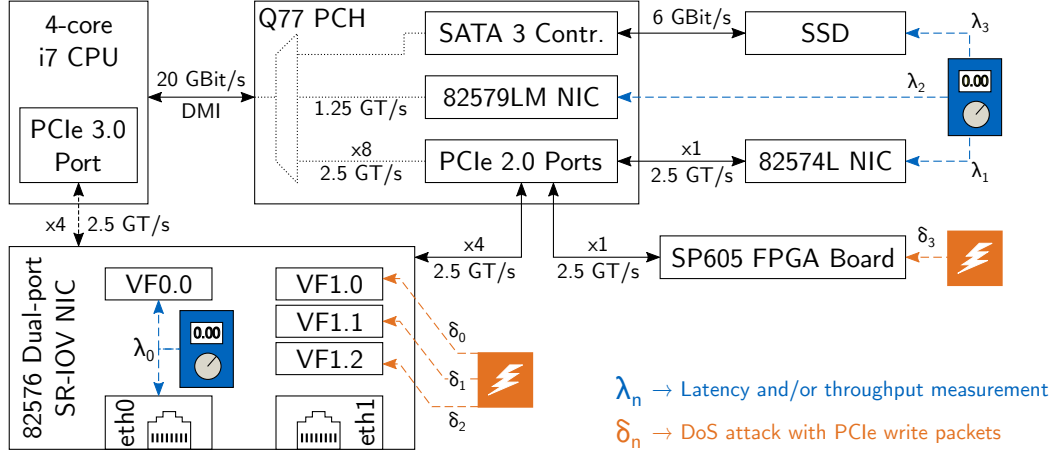 4-core
i7 CPU
PCIe 3.0
Port
20 GBit/s
DMI
Q77 PCH
SATA 3 Contr.
6 GBit/s
SSD
λ3
0.00
1.25 GT/s
82579LM NIC
λ2
x8
2.5 GT/s
PCIe 2.0 Ports
x1
2.5 GT/s
82574L NIC
λ1
x4
2.5 GT/s
82576 Dual-port
SR-IOV NIC
VF0.0
λ0
0.00
eth0
VF1.0
VF1.1
VF1.2
eth1
δ0
δ1
δ2
x4
2.5 GT/s
x1
2.5 GT/s
SP605 FPGA Board
δ3
λn → Latency and/or throughput measurement
δn → DoS attack with PCIe write packets